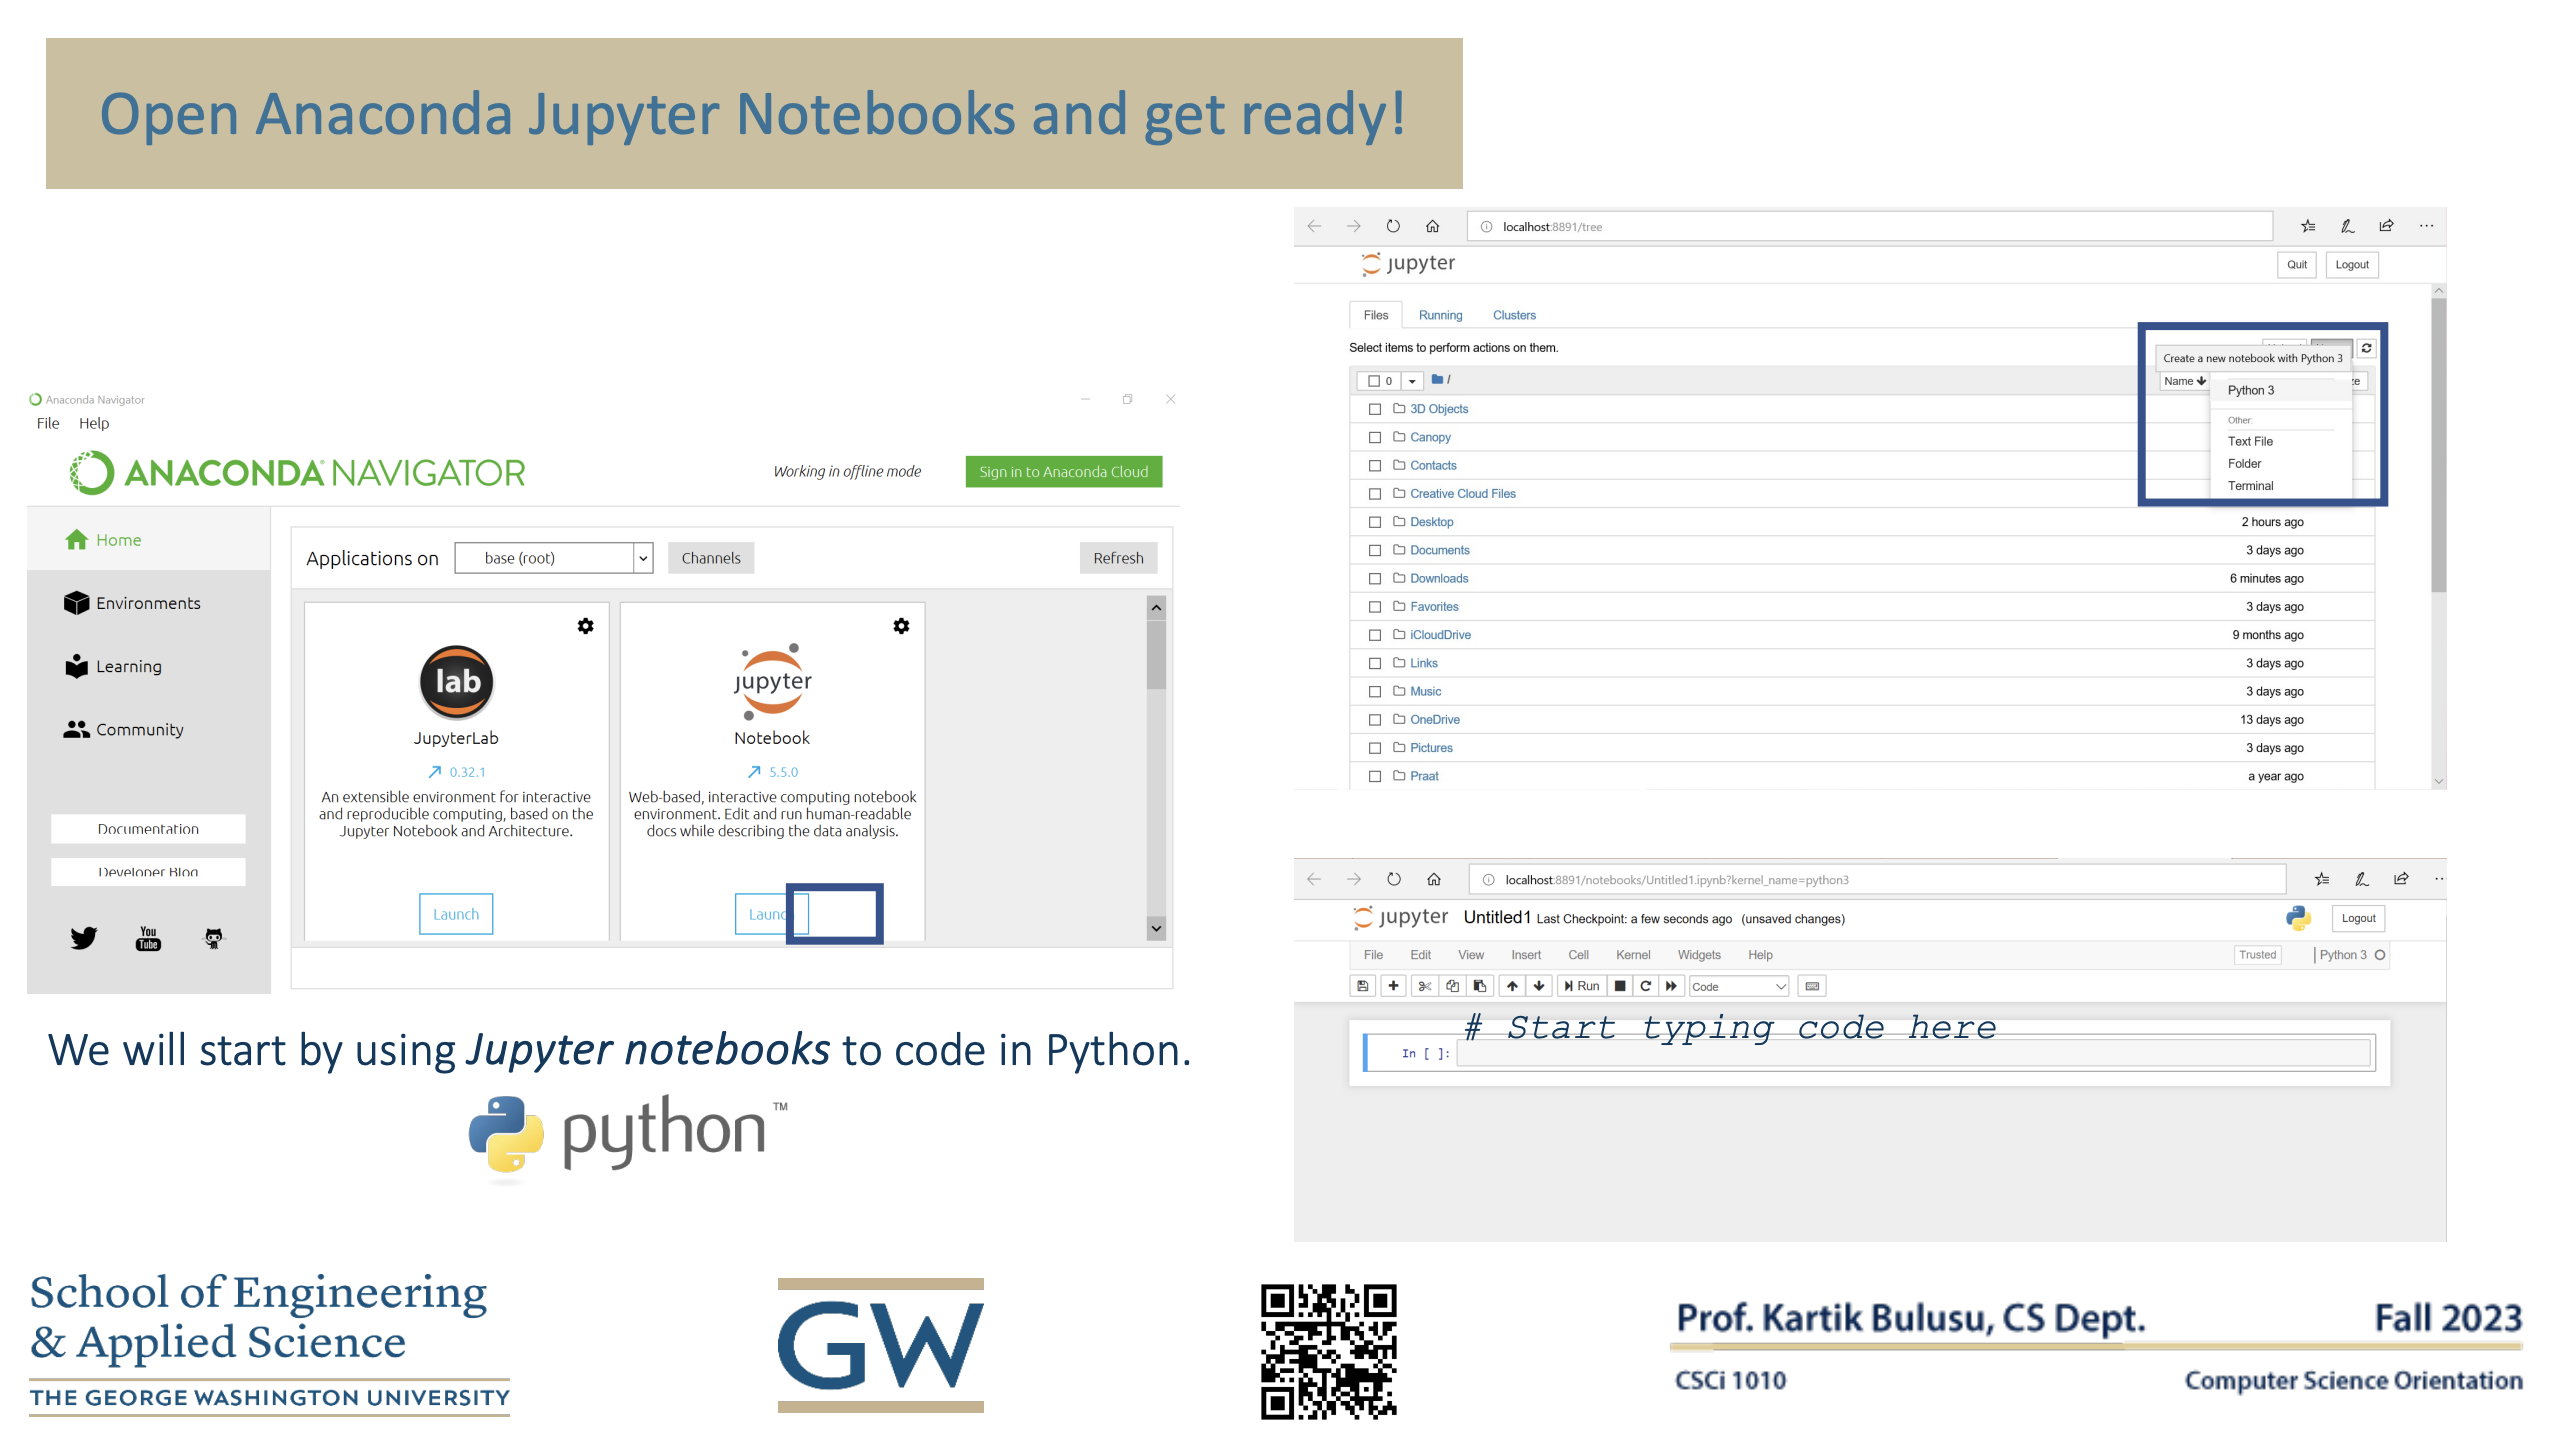 Open Anaconda Jupyter Notebooks and get ready!
Anaconda Navigator
File Help
ANACONDA NAVIGATOR
Working in offline mode
Sign in to Anaconda Cloud
Home
Environments
Learning
Community
Documentation
Developer Blog
You
Tube
Applications on
base (root)
Channels
Refresh
lab
JupyterLab
0.32.1
An extensible environment for interactive
and reproducible computing, based on the
Jupyter Notebook and Architecture.
Launch
jupyter
Notebook
5.5.0
Web-based, interactive computing notebook
environment. Edit and run human-readable
docs while describing the data analysis.
Launch
We will start by using Jupyter notebooks to code in Python.
python™
localhost:8891/tree
jupyter
Quit Logout
Files Running Clusters
Select items to perform actions on them.
Create a new notebook with Python 3
0 /
Name
Python 3
Other:
Text File
Folder
Terminal
3D Objects
Canopy
Contacts
Creative Cloud Files
Desktop 2 hours ago
Documents 3 days ago
Downloads 6 minutes ago
Favorites 3 days ago
iCloudDrive 9 months ago
Links 3 days ago
Music 3 days ago
OneDrive 13 days ago
Pictures 3 days ago
Praat a year ago
localhost:8891/notebooks/Untitled1.ipynb?kernel_name=python3
jupyter Untitled1 Last Checkpoint: a few seconds ago (unsaved changes)
Logout
File Edit View Insert Cell Kernel Widgets Help
Trusted Python 3
Run Code
# Start typing code here
In [ ]:
School of Engineering
& Applied Science
THE GEORGE WASHINGTON UNIVERSITY
GW
Prof. Kartik Bulusu, CS Dept. Fall 2023
CSCi 1010 Computer Science Orientation